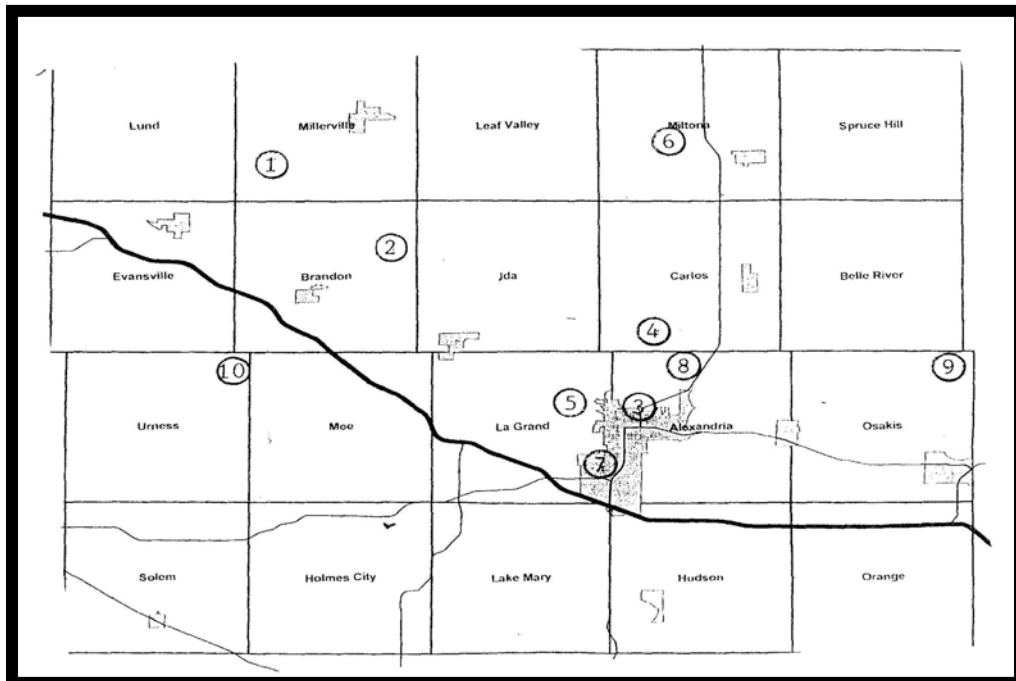 Lund
Millerville
Leaf Valley
Miltona
Spruce Hill
6
1
2
Evansville
Brandon
Ida
Carlos
Belle River
4
10
8
9
5
3
Urness
Moe
La Grand
Alexandria
Osakis
7
Solem
Holmes City
Lake Mary
Hudson
Orange